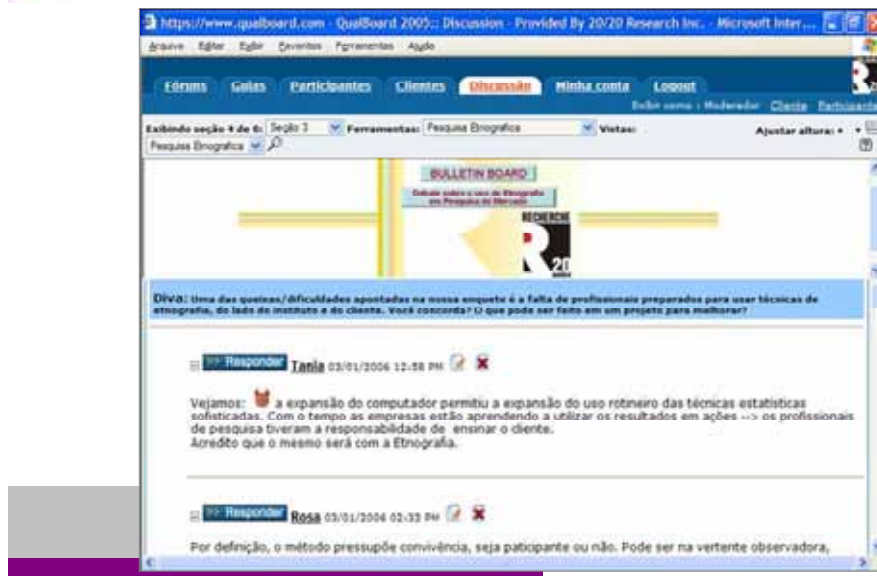 https://www.qualboard.com - QualBoard 2005:: Discussion - Provided By 20/20 Research Inc. - Microsoft Inter...
Arquivo Editar Exibir Favoritos Ferramentas Ajuda
Fóruns Guias Participantes Clientes Discussão Minha conta Logout
Exibir como : Moderador Cliente Participante
Exibindo seção 4 de 6: Seção 3 Ferramentas: Pesquisa Etnografica Vistas: Ajustar altura: +
Pesquisa Etnografica
BULLETIN BOARD
Debate sobre o uso de Etnografia
em Pesquisa de Mercado
RECHERCHE
R 20
Diva: Uma das queixas/dificuldades apontadas na nossa enquete é a falta de profissionais preparados para usar técnicas de
etnografia, do lado do instituto e do cliente. Você concorda? O que pode ser feito em um projeto para melhorar?
>> Responder Tania 03/01/2006 12:58 PM
Vejamos: a expansão do computador permitiu a expansão do uso rotineiro das técnicas estatísticas
sofisticadas. Com o tempo as empresas estão aprendendo a utilizar os resultados em ações --> os profissionais
de pesquisa tiveram a responsabilidade de ensinar o cliente.
Acredito que o mesmo será com a Etnografia.
>> Responder Rosa 03/01/2006 02:33 PM
Por definição, o método pressupõe convivência, seja paticipante ou não. Pode ser na vertente observadora,